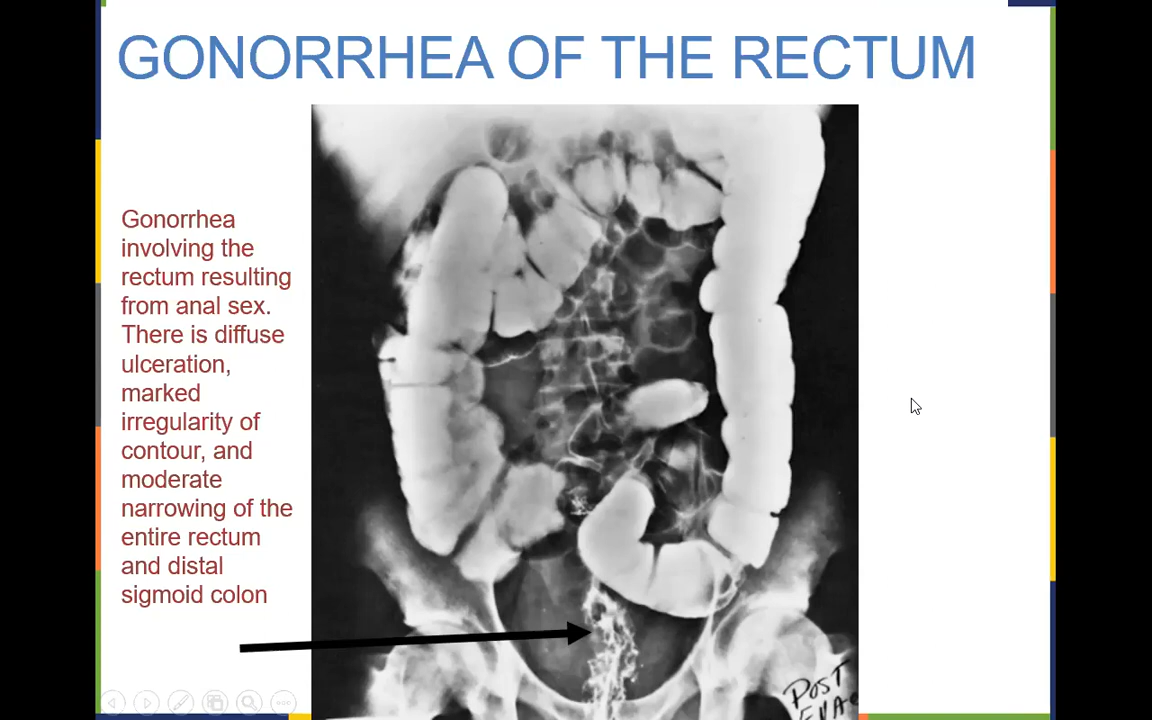 GONORRHEA OF THE RECTUM
Gonorrhea
involving the
rectum resulting
from anal sex.
There is diffuse
ulceration,
marked
irregularity of
contour, and
moderate
narrowing of the
entire rectum
and distal
sigmoid colon
POST